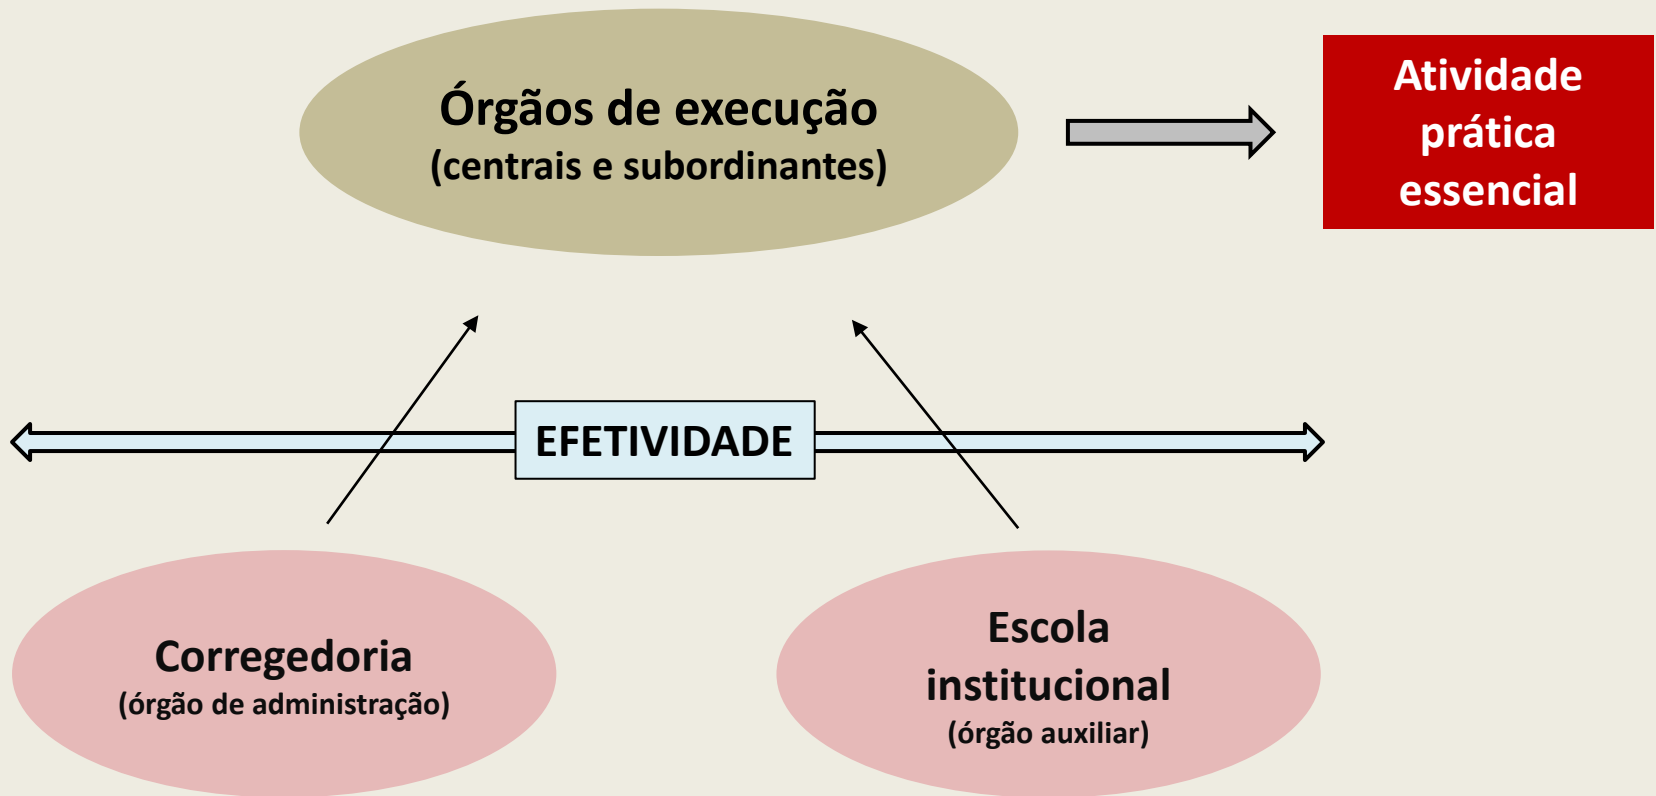 Órgãos de execução
(centrais e subordinantes)
Atividade
prática
essencial
EFETIVIDADE
Corregedoria
(órgão de administração)
Escola
institucional
(órgão auxiliar)